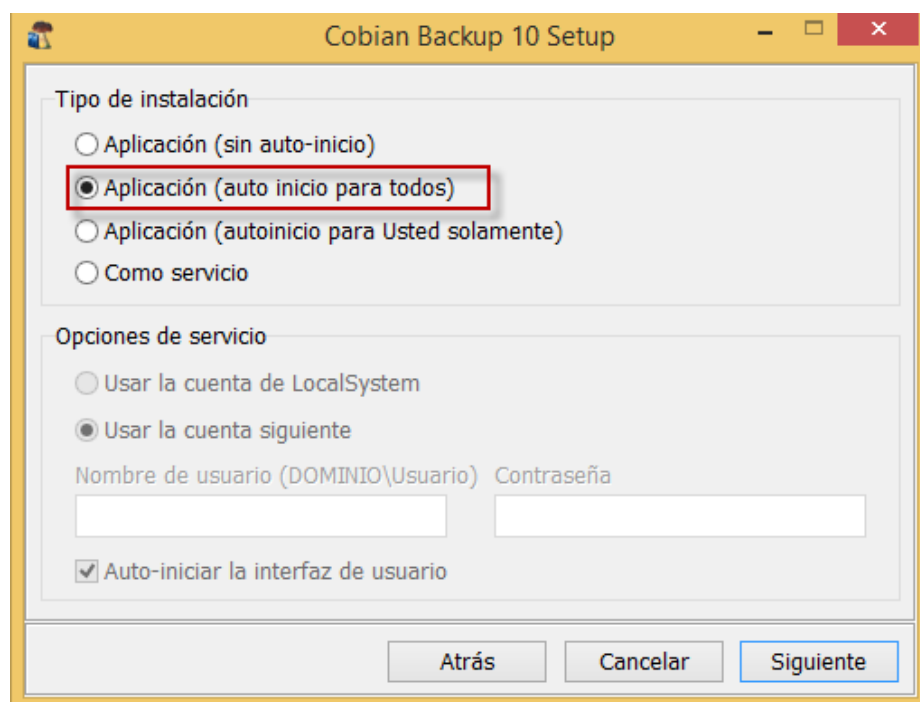 Cobian Backup 10 Setup
Tipo de instalación
Aplicación (sin auto-inicio)
Aplicación (auto inicio para todos)
Aplicación (autoinicio para Usted solamente)
Como servicio
Opciones de servicio
Usar la cuenta de LocalSystem
Usar la cuenta siguiente
Nombre de usuario (DOMINIO\Usuario) Contraseña
Auto-iniciar la interfaz de usuario
Atrás Cancelar Siguiente